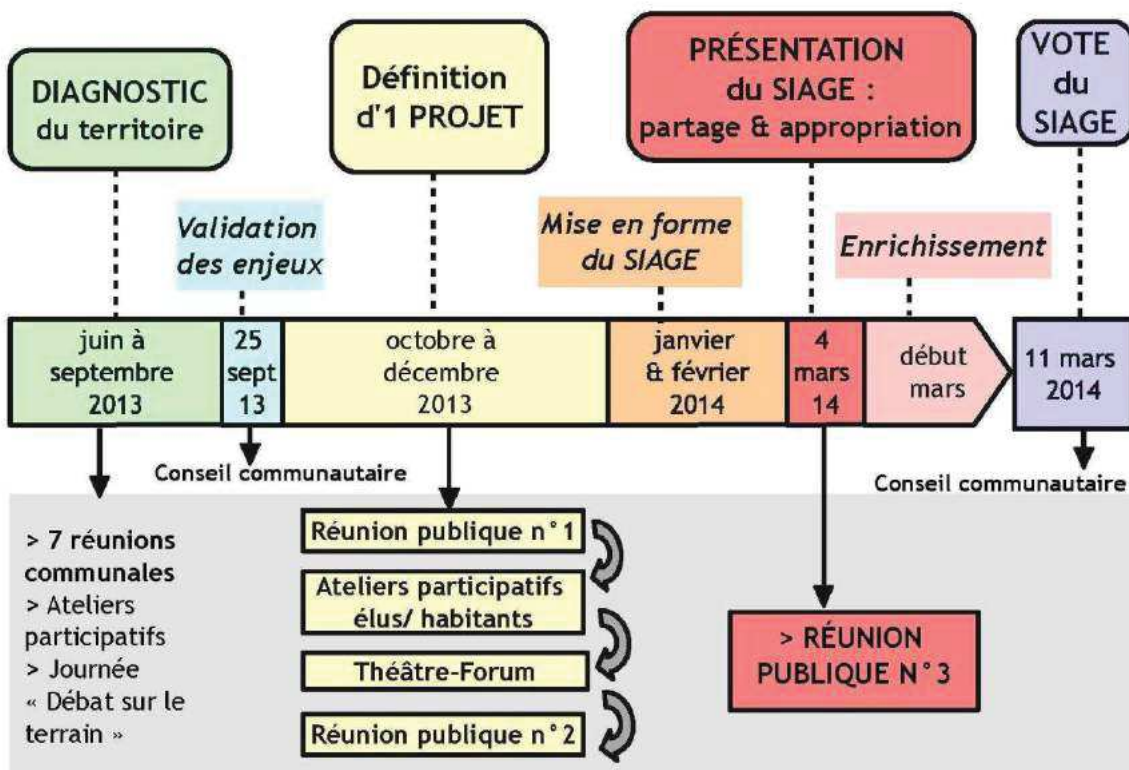 DIAGNOSTIC
du territoire
Définition
d'1 PROJET
PRÉSENTATION
du SIAGE :
partage & appropriation
VOTE
du
SIAGE
Validation
des enjeux
Mise en forme
du SIAGE
Enrichissement
juin à
septembre
2013
25
sept
13
octobre à
décembre
2013
janvier
& février
2014
4
mars
14
début
mars
11 mars
2014
Conseil communautaire
Conseil communautaire
> 7 réunions
communales
> Ateliers
participatifs
> Journée
« Débat sur le
terrain »
Réunion publique n°1
Ateliers participatifs
élus/ habitants
Théâtre-Forum
Réunion publique n°2
> RÉUNION
PUBLIQUE N°3